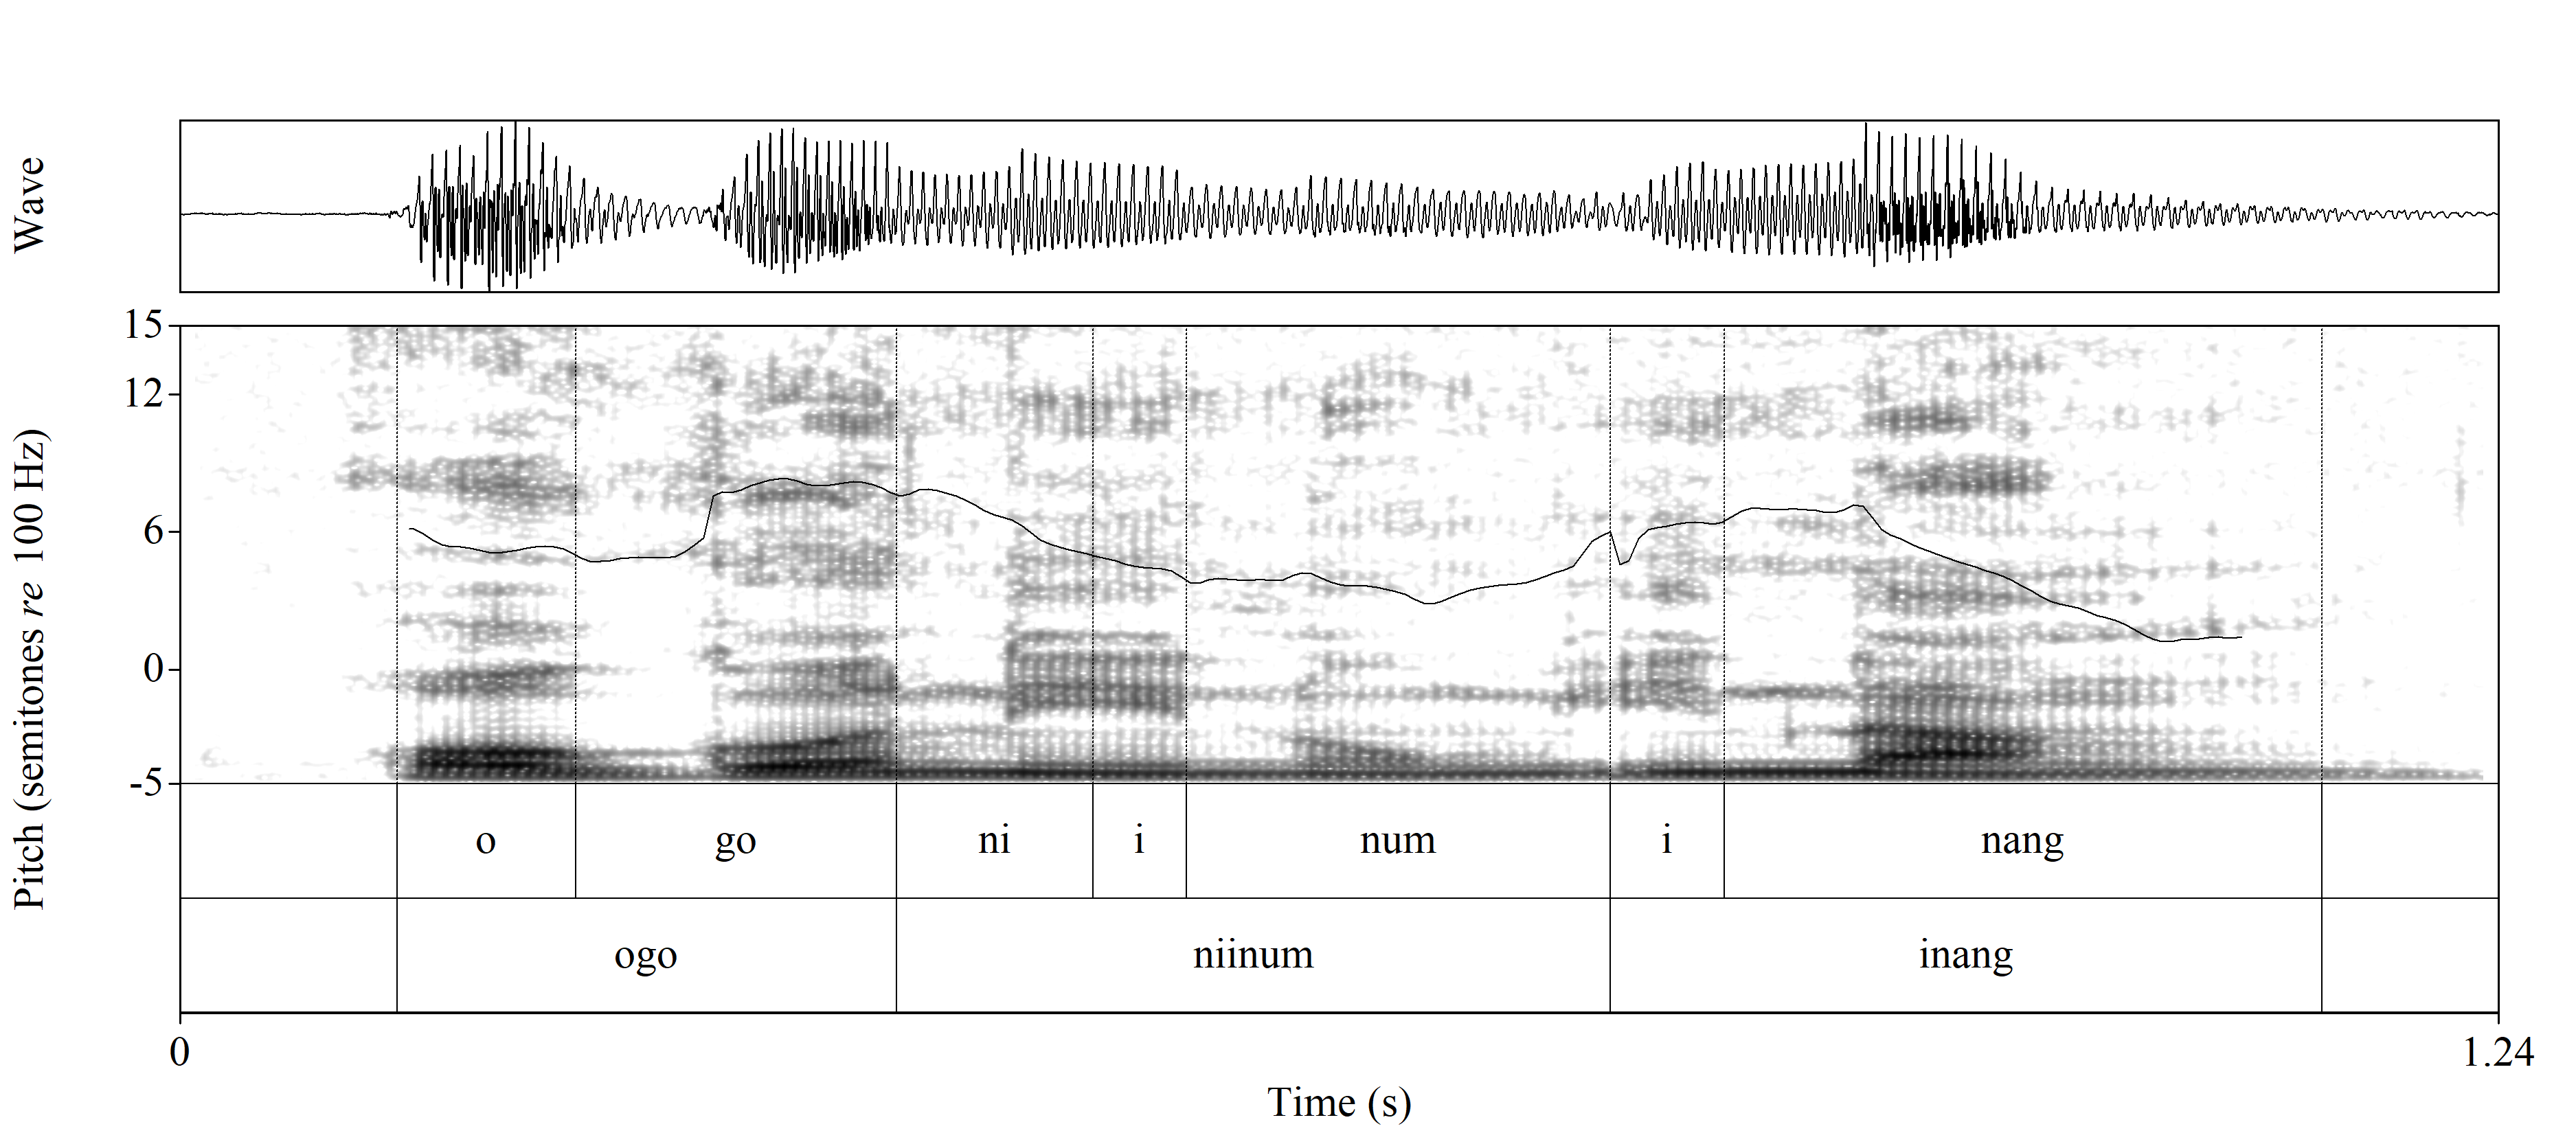 Wave
Pitch (semitones re 100 Hz)
15
12
6
0
-5
o go ni i num i nang
ogo niinum inang
0 1.24
Time (s)